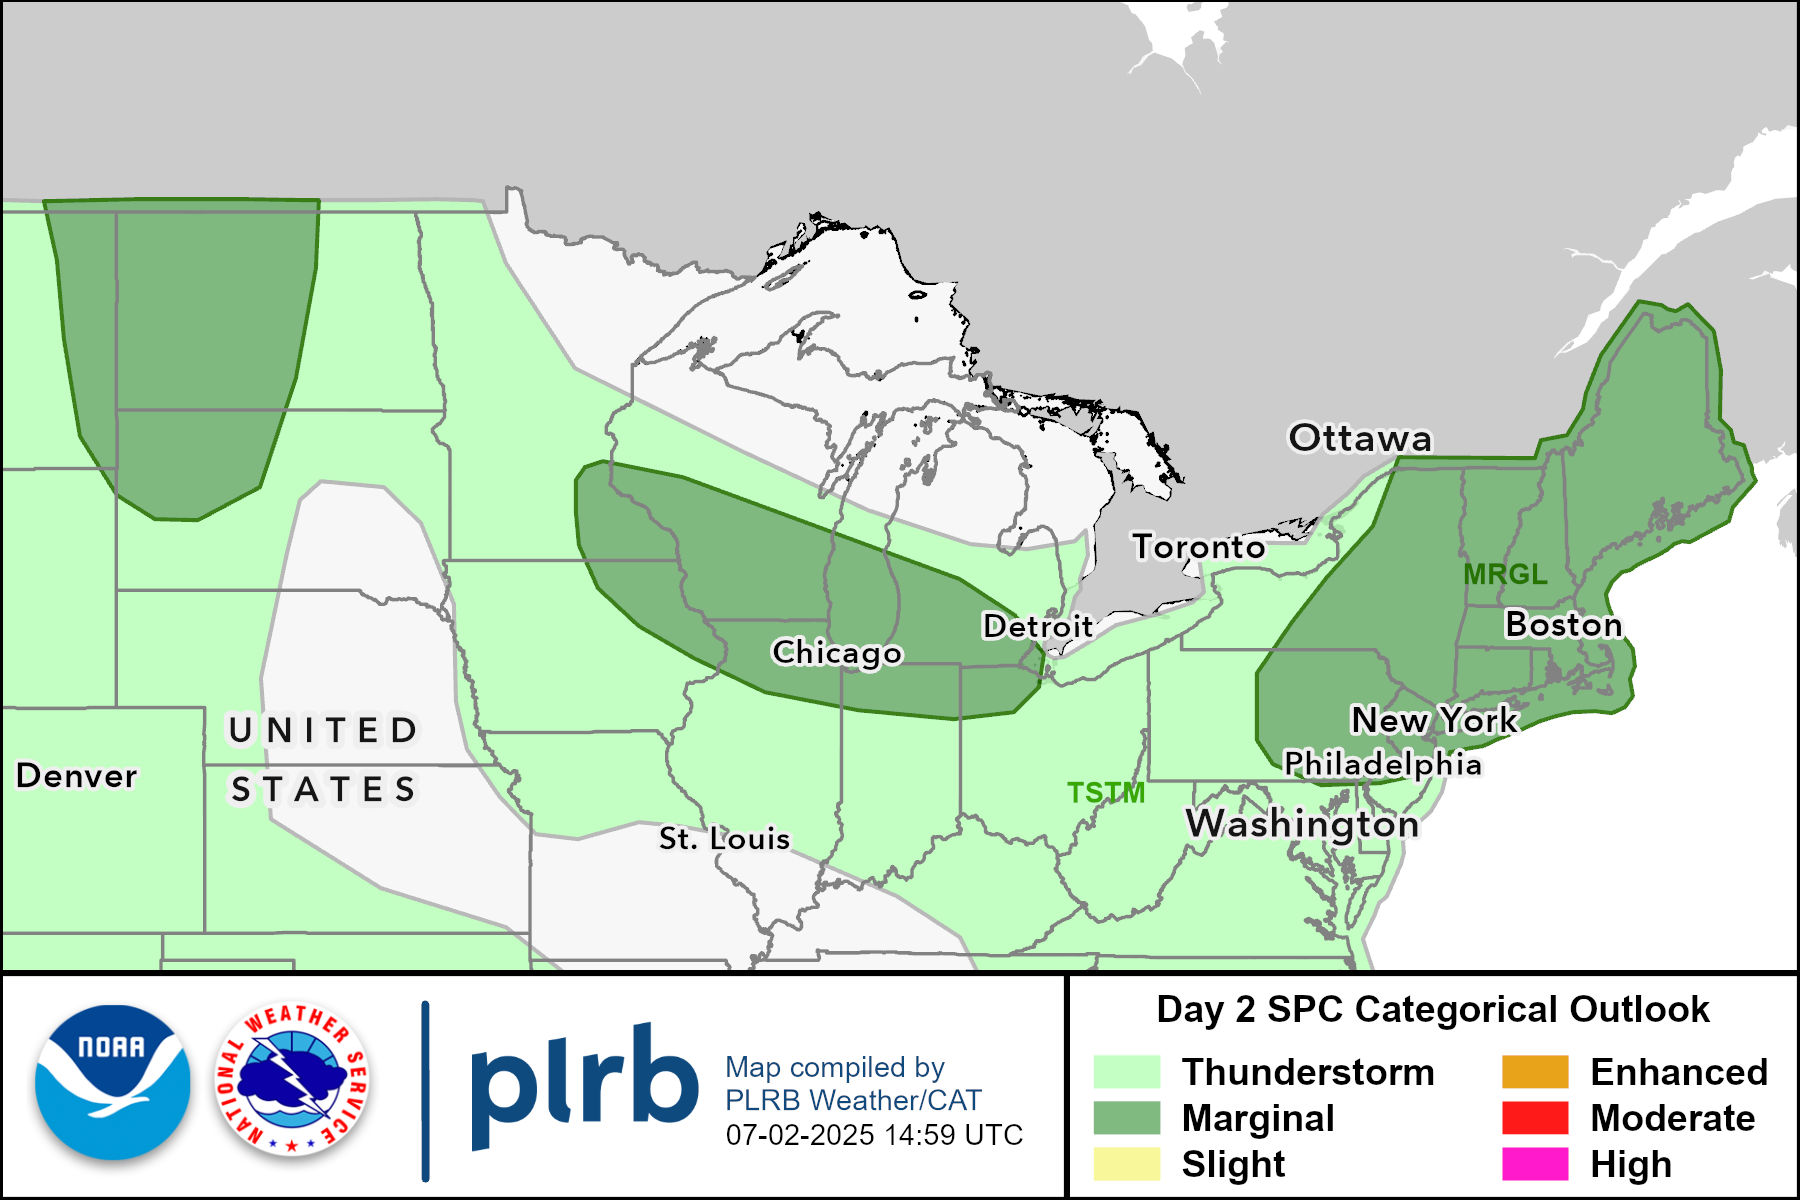 Ottawa
Toronto
MRGL
Boston
Detroit
Chicago
New York
UNITED
STATES
Denver
Philadelphia
TSTM
Washington
St. Louis
NOAA
NATIONAL WEATHER SERVICE
plrb
Map compiled by
PLRB Weather/CAT
07-02-2025 14:59 UTC
Day 2 SPC Categorical Outlook
Thunderstorm
Marginal
Slight
Enhanced
Moderate
High